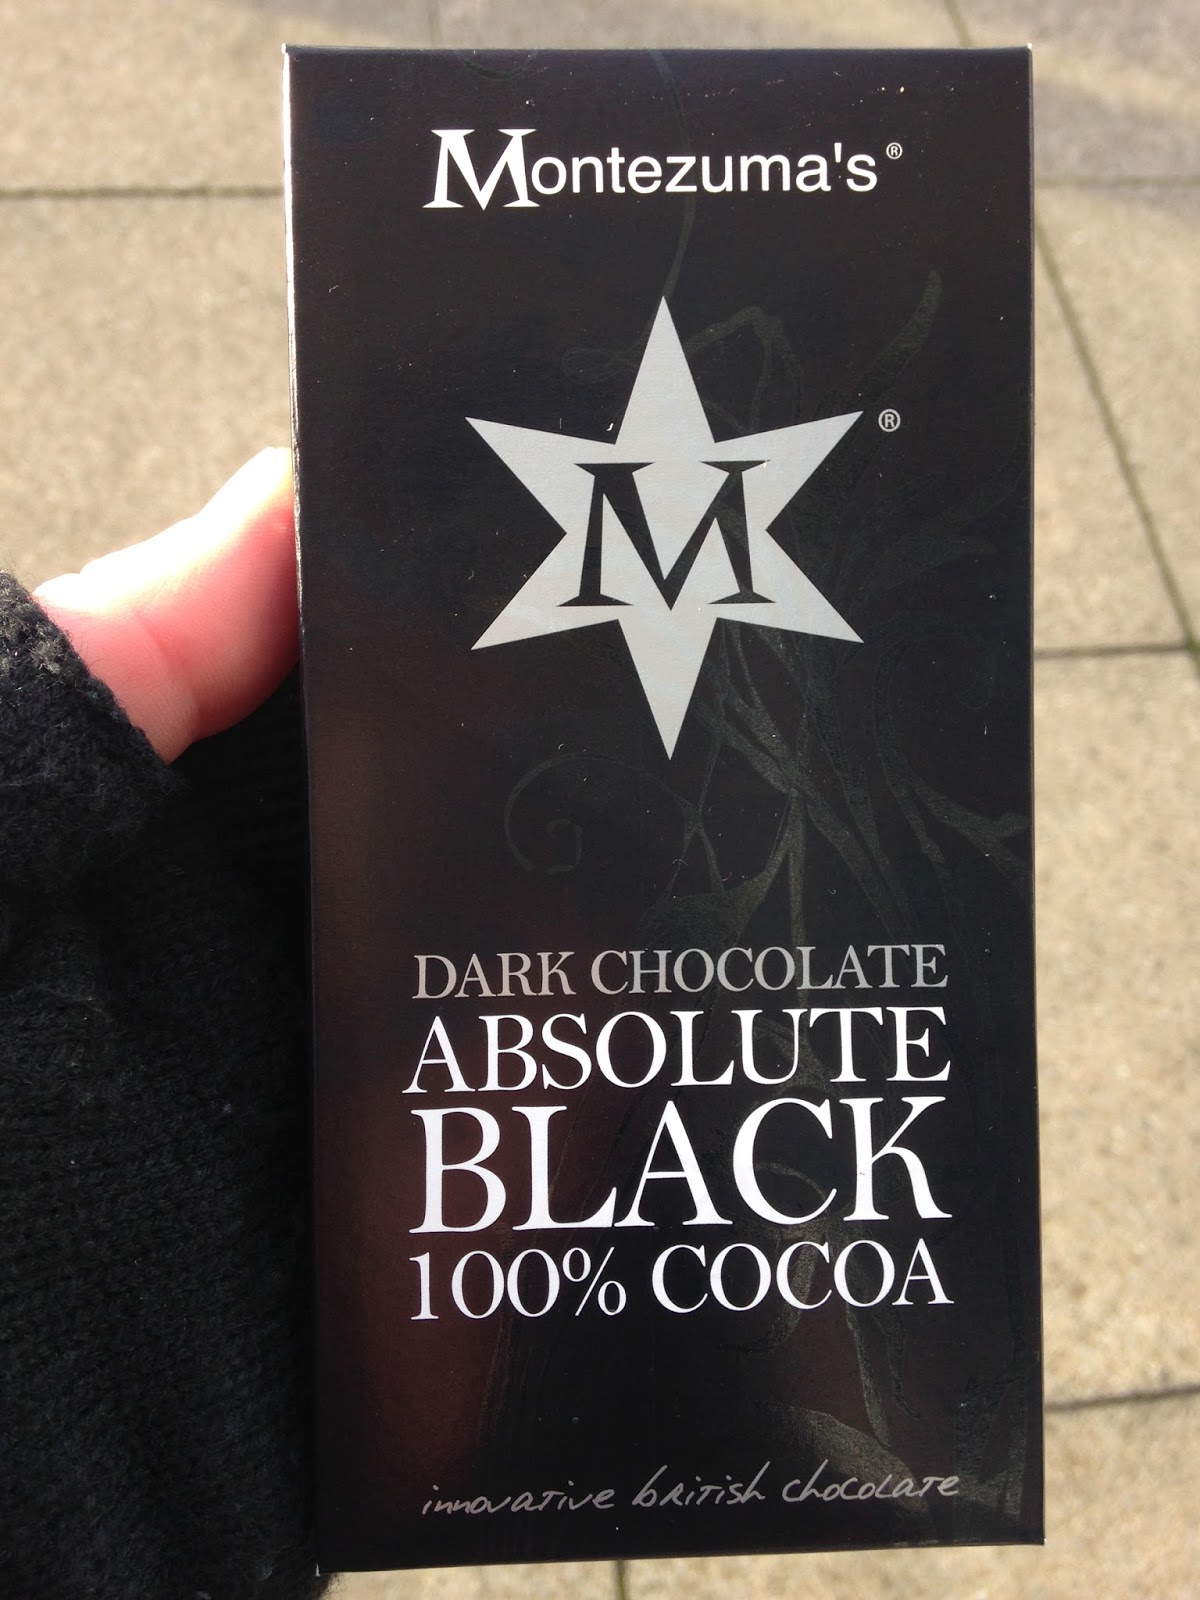 Montezuma's®
M®
DARK CHOCOLATE
ABSOLUTE
BLACK
100% COCOA
innovative british chocolate